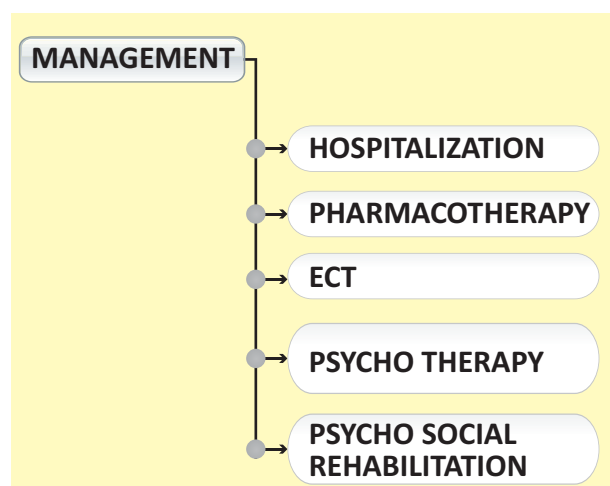 MANAGEMENT
HOSPITALIZATION
PHARMACOTHERAPY
ECT
PSYCHO THERAPY
PSYCHO SOCIAL
REHABILITATION